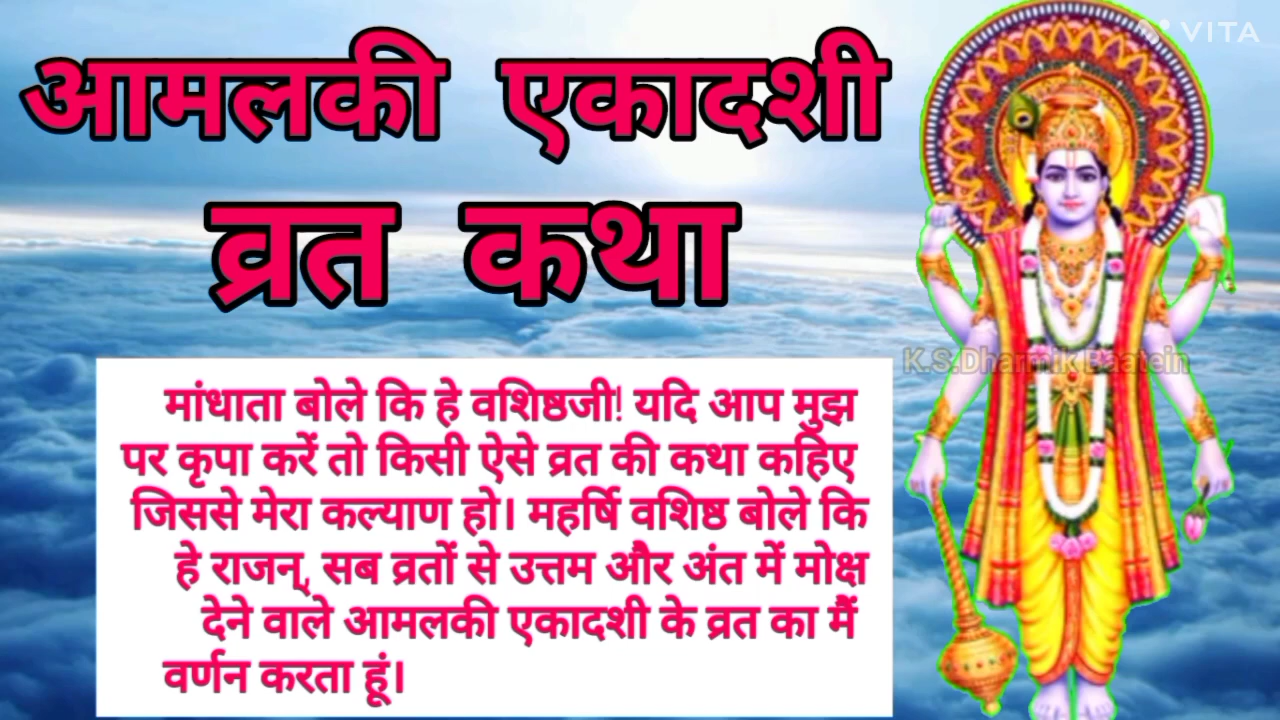 VITA
आमलकी एकादशी
व्रत कथा
K.S.Dharmik Baatein
मांधाता बोले कि हे वशिष्ठजी! यदि आप मुझ
पर कृपा करें तो किसी ऐसे व्रत की कथा कहिए
जिससे मेरा कल्याण हो। महर्षि वशिष्ठ बोले कि
हे राजन्, सब व्रतों से उत्तम और अंत में मोक्ष
देने वाले आमलकी एकादशी के व्रत का मैं
वर्णन करता हूं।